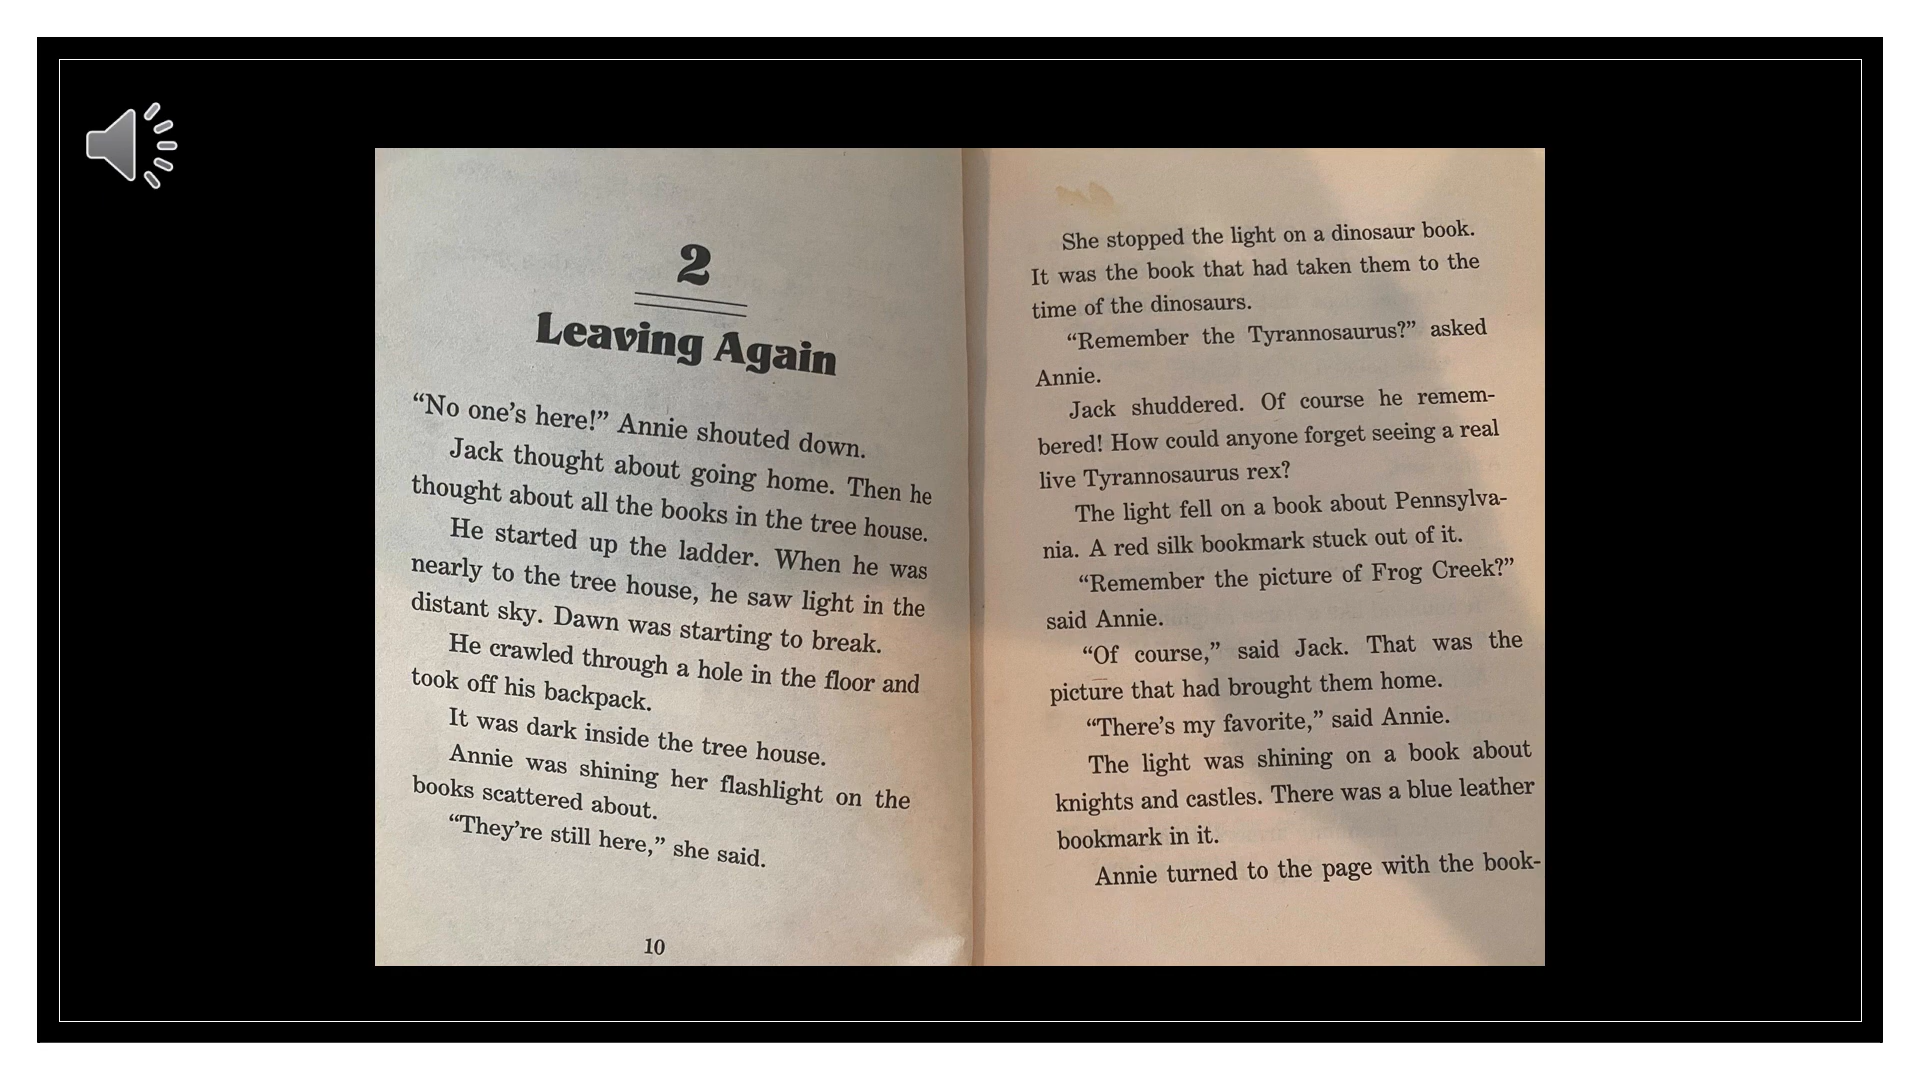 2
Leaving Again
“No one’s here!” Annie shouted down.
Jack thought about going home. Then he
thought about all the books in the tree house.
He started up the ladder. When he was
nearly to the tree house, he saw light in the
distant sky. Dawn was starting to break.
He crawled through a hole in the floor and
took off his backpack.
It was dark inside the tree house.
Annie was shining her flashlight on the
books scattered about.
“They’re still here,” she said.
10
She stopped the light on a dinosaur book.
It was the book that had taken them to the
time of the dinosaurs.
“Remember the Tyrannosaurus?” asked
Annie.
Jack shuddered. Of course he remem-
bered! How could anyone forget seeing a real
live Tyrannosaurus rex?
The light fell on a book about Pennsylva-
nia. A red silk bookmark stuck out of it.
“Remember the picture of Frog Creek?”
said Annie.
“Of course,” said Jack. That was the
picture that had brought them home.
“There’s my favorite,” said Annie.
The light was shining on a book about
knights and castles. There was a blue leather
bookmark in it.
Annie turned to the page with the book-